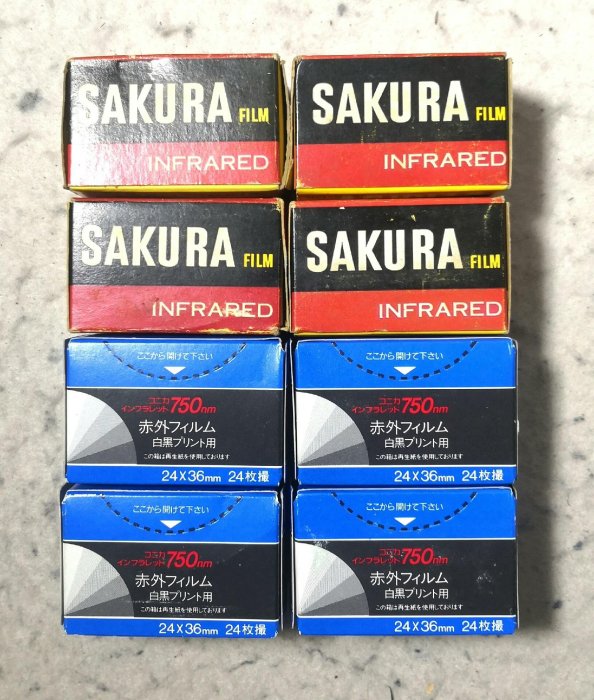 SAKURA FILM
INFRARED
SAKURA FILM
INFRARED
SAKURA FILM
INFRARED
SAKURA FILM
INFRARED
ここから開けて下さい
コニカ
インフラレッド750nm
赤外フィルム
白黒プリント用
この箱は再生紙を使用しております
24×36mm 24枚撮
ここから開けて下さい
コニカ
インフラレッド750nm
赤外フィルム
白黒プリント用
この箱は再生紙を使用しております
24×36mm 24枚撮
ここから開けて下さい
コニカ
インフラレッド750nm
赤外フィルム
白黒プリント用
この箱は再生紙を使用しております
24×36mm 24枚撮
ここから開けて下さい
コニカ
インフラレッド750nm
赤外フィルム
白黒プリント用
この箱は再生紙を使用しております
24×36mm 24枚撮